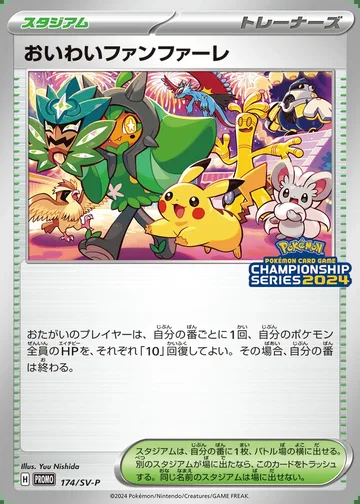 スタジアム トレーナーズ
おいわいファンファーレ
Pokémon
POKÉMON CARD GAME
CHAMPIONSHIP
SERIES 2024
おたがいのプレイヤーは、自分の番ごとに1回、自分のポケモン
全員のHPを、それぞれ「10」回復してよい。その場合、自分の番
は終わる。
Illus. Yuu Nishida
H PROMO 174/SV-P
スタジアムは、自分の番に1枚、バトル場の横に出せる。
別のスタジアムが場に出たなら、このカードをトラッシュ
する。同じ名前のスタジアムは場に出せない。
©2024 Pokémon/Nintendo/Creatures/GAME FREAK.